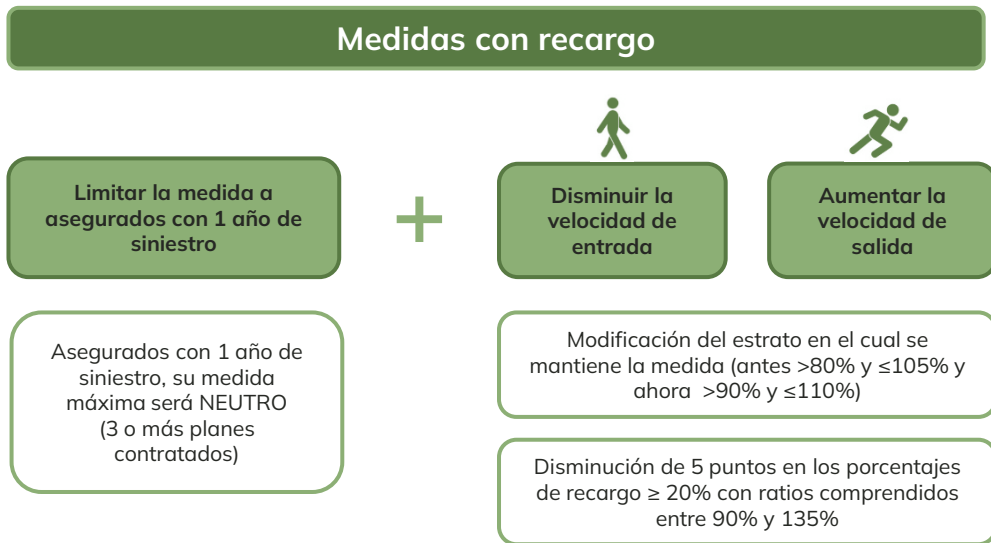 Medidas con recargo
Limitar la medida a
asegurados con 1 año de
siniestro
+
Disminuir la
velocidad de
entrada
Aumentar la
velocidad de
salida
Asegurados con 1 año de
siniestro, su medida
máxima será NEUTRO
(3 o más planes
contratados)
Modificación del estrato en el cual se
mantiene la medida (antes >80% y ≤105% y
ahora >90% y ≤110%)
Disminución de 5 puntos en los porcentajes
de recargo ≥ 20% con ratios comprendidos
entre 90% y 135%